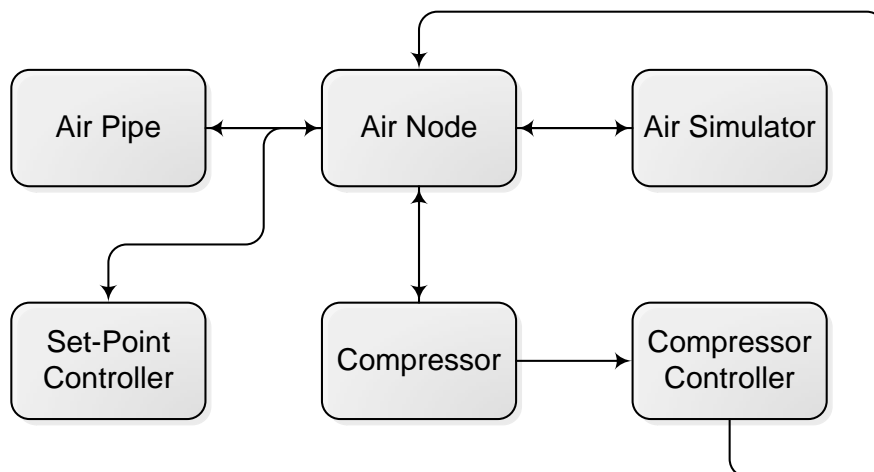 Air Pipe
Air Node
Air Simulator
Set-Point
Controller
Compressor
Compressor
Controller